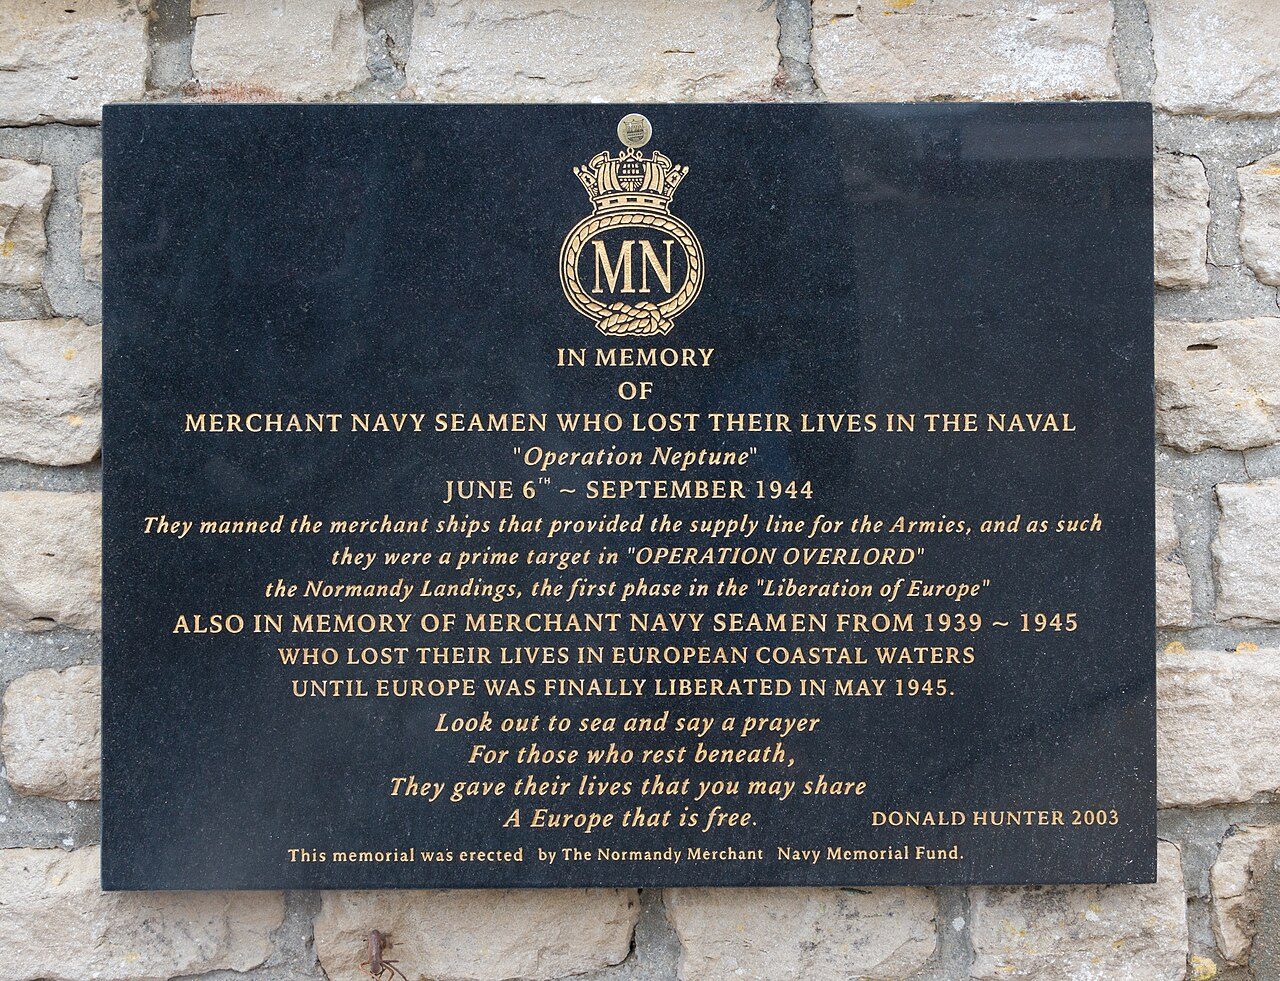 MN
IN MEMORY
OF
MERCHANT NAVY SEAMEN WHO LOST THEIR LIVES IN THE NAVAL
"Operation Neptune"
JUNE 6TH ~ SEPTEMBER 1944
They manned the merchant ships that provided the supply line for the Armies, and as such
they were a prime target in "OPERATION OVERLORD"
the Normandy Landings, the first phase in the "Liberation of Europe"
ALSO IN MEMORY OF MERCHANT NAVY SEAMEN FROM 1939 ~ 1945
WHO LOST THEIR LIVES IN EUROPEAN COASTAL WATERS
UNTIL EUROPE WAS FINALLY LIBERATED IN MAY 1945.
Look out to sea and say a prayer
For those who rest beneath,
They gave their lives that you may share
A Europe that is free.
DONALD HUNTER 2003
This memorial was erected by The Normandy Merchant Navy Memorial Fund.